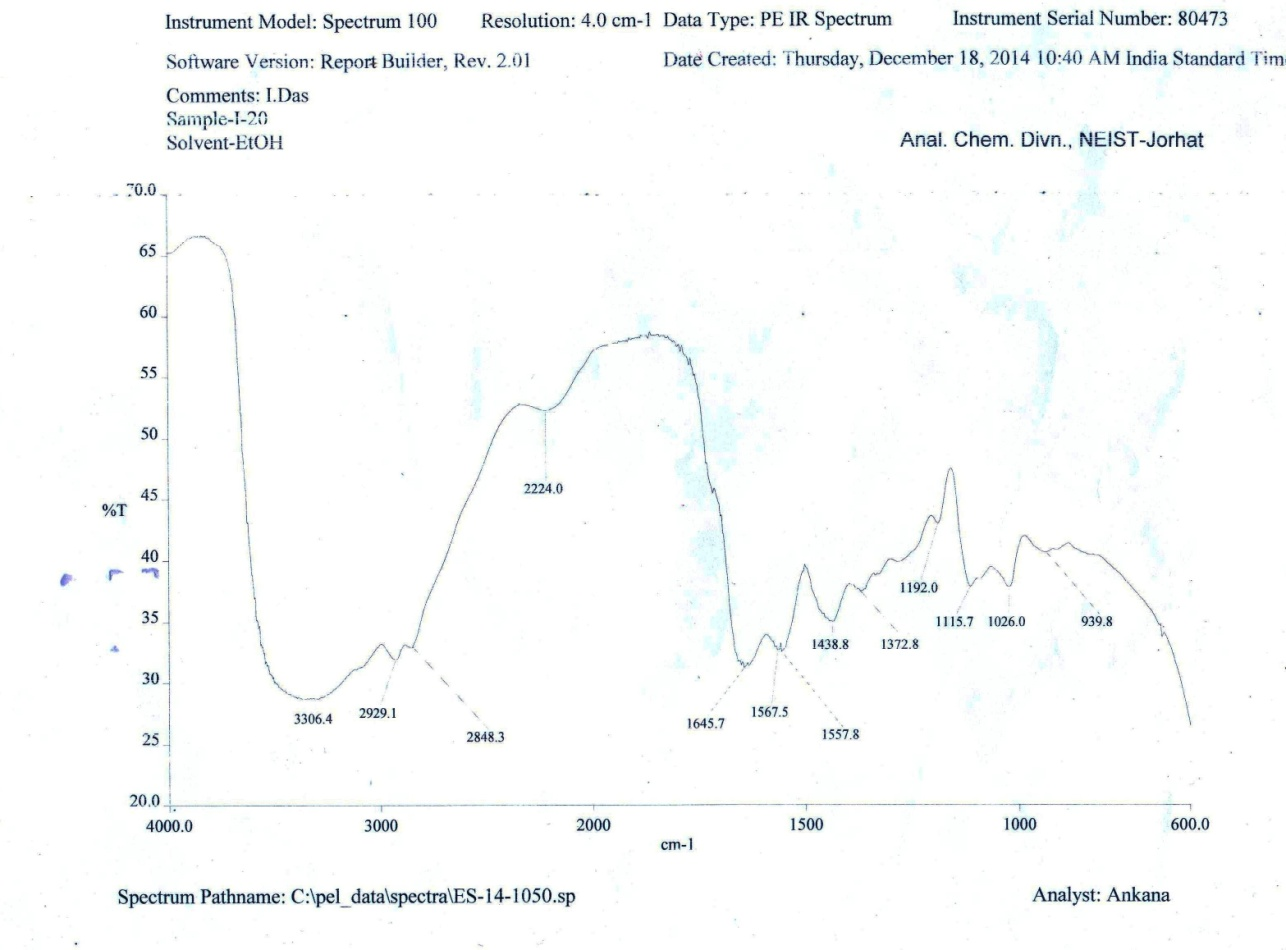 Instrument Model: Spectrum 100 Resolution: 4.0 cm-1 Data Type: PE IR Spectrum Instrument Serial Number: 80473
Software Version: Report Builder, Rev. 2.01 Date Created: Thursday, December 18, 2014 10:40 AM India Standard Tim
Comments: I.Das
Sample-I-20
Solvent-EtOH
Anal. Chem. Divn., NEIST-Jorhat
70.0
65
60
55
50
2224.0
45
%T
40
1192.0
35
1115.7 1026.0 939.8
1438.8 1372.8
30
3306.4 2929.1 1645.7 1567.5
2848.3 1557.8
25
20.0
4000.0 3000 2000 1500 1000 600.0
cm-1
Spectrum Pathname: C:\pel_data\spectra\ES-14-1050.sp Analyst: Ankana